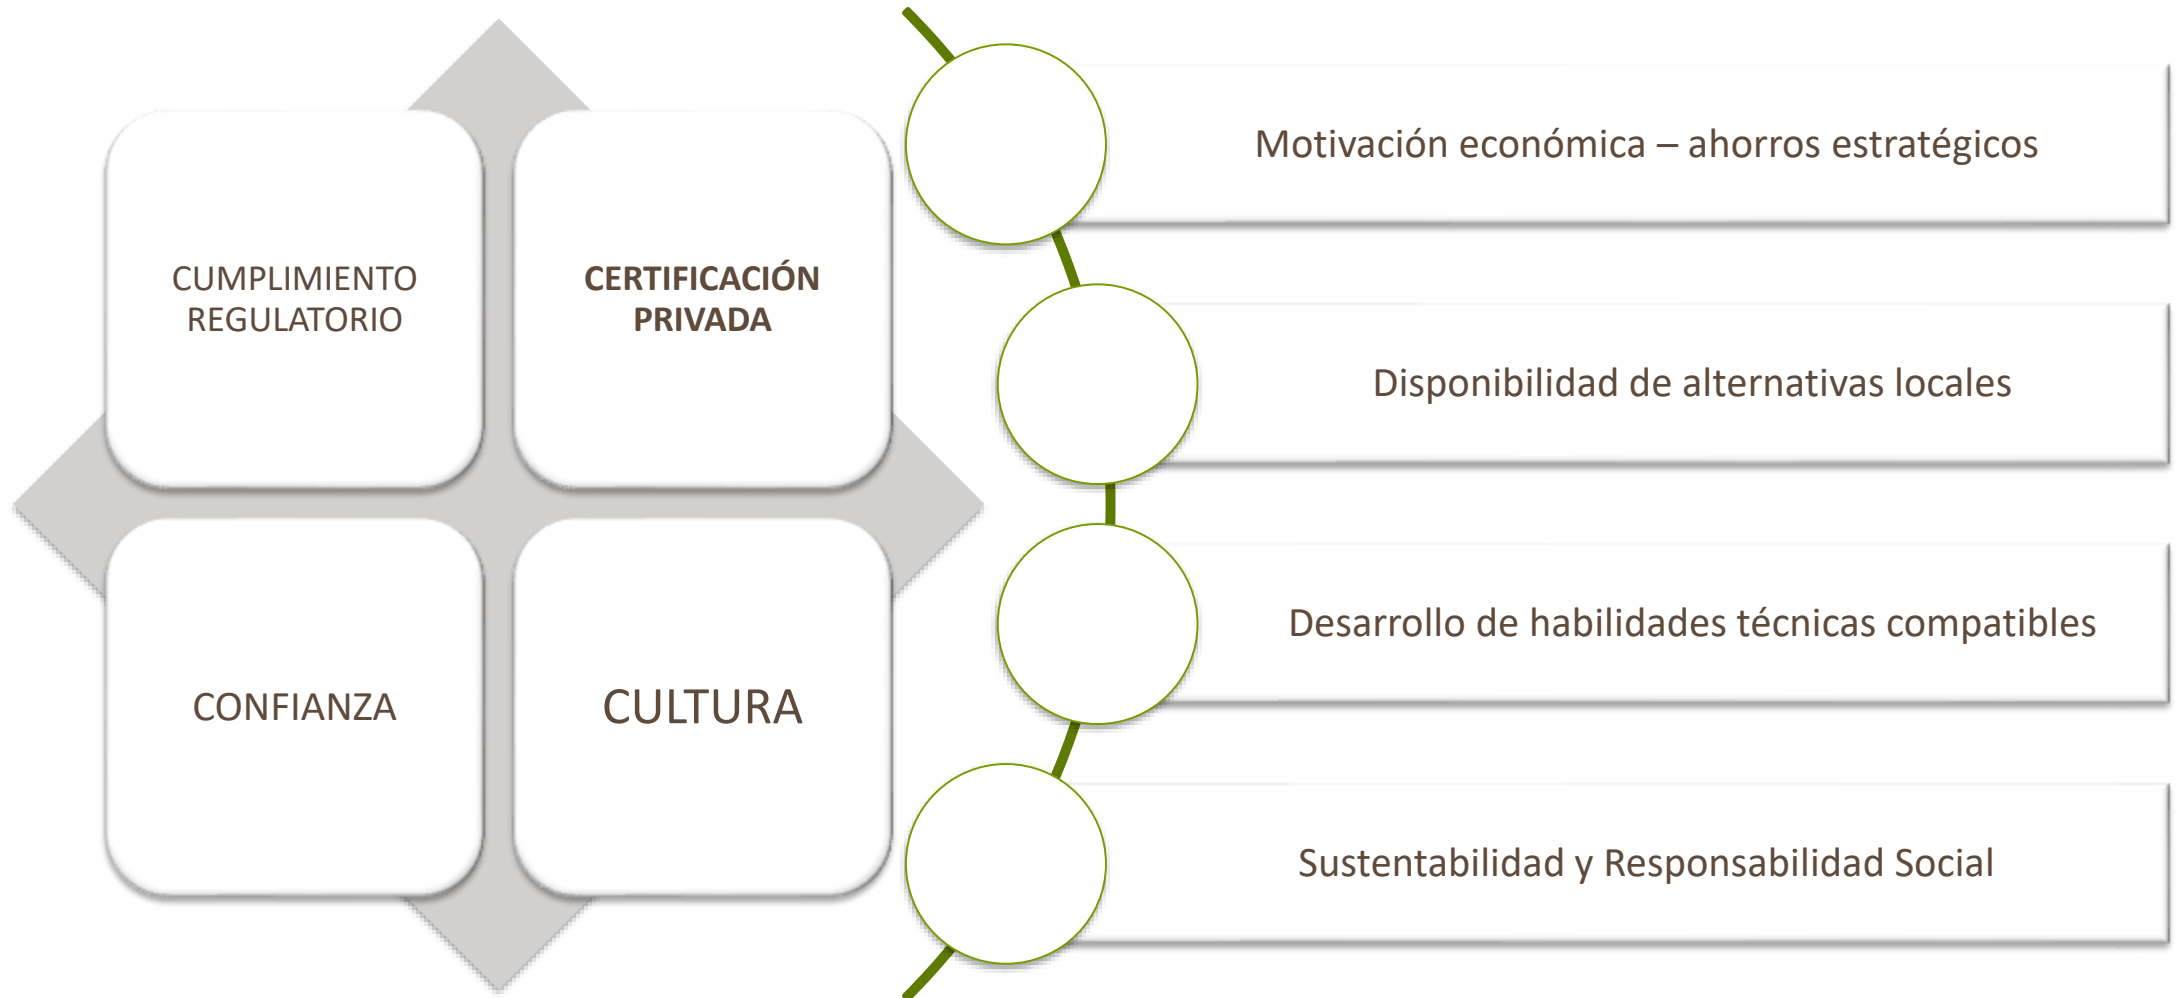 CUMPLIMIENTO
REGULATORIO
CERTIFICACIÓN
PRIVADA
CONFIANZA
CULTURA
Motivación económica – ahorros estratégicos
Disponibilidad de alternativas locales
Desarrollo de habilidades técnicas compatibles
Sustentabilidad y Responsabilidad Social